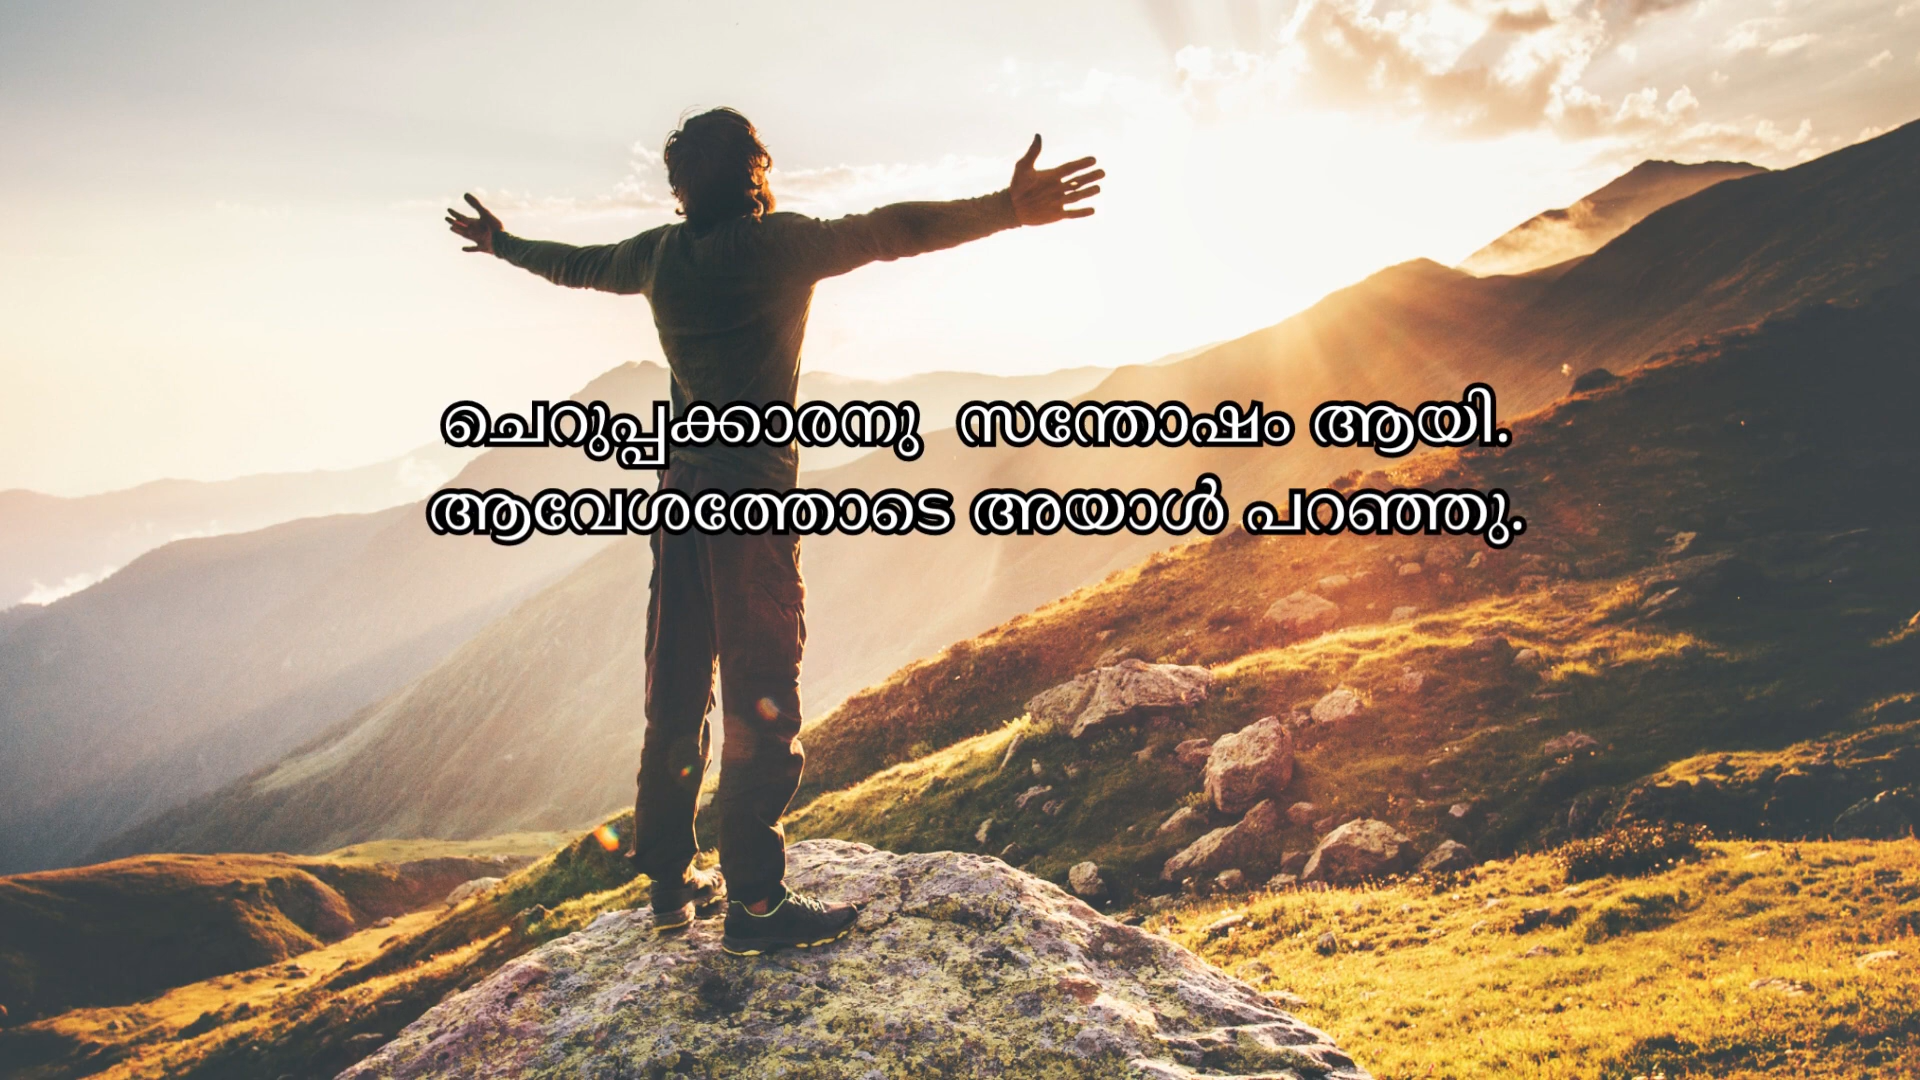 ചെറുപ്പക്കാരനു സന്തോഷം ആയി.
ആവേശത്തോടെ അയാൾ പറഞ്ഞു.